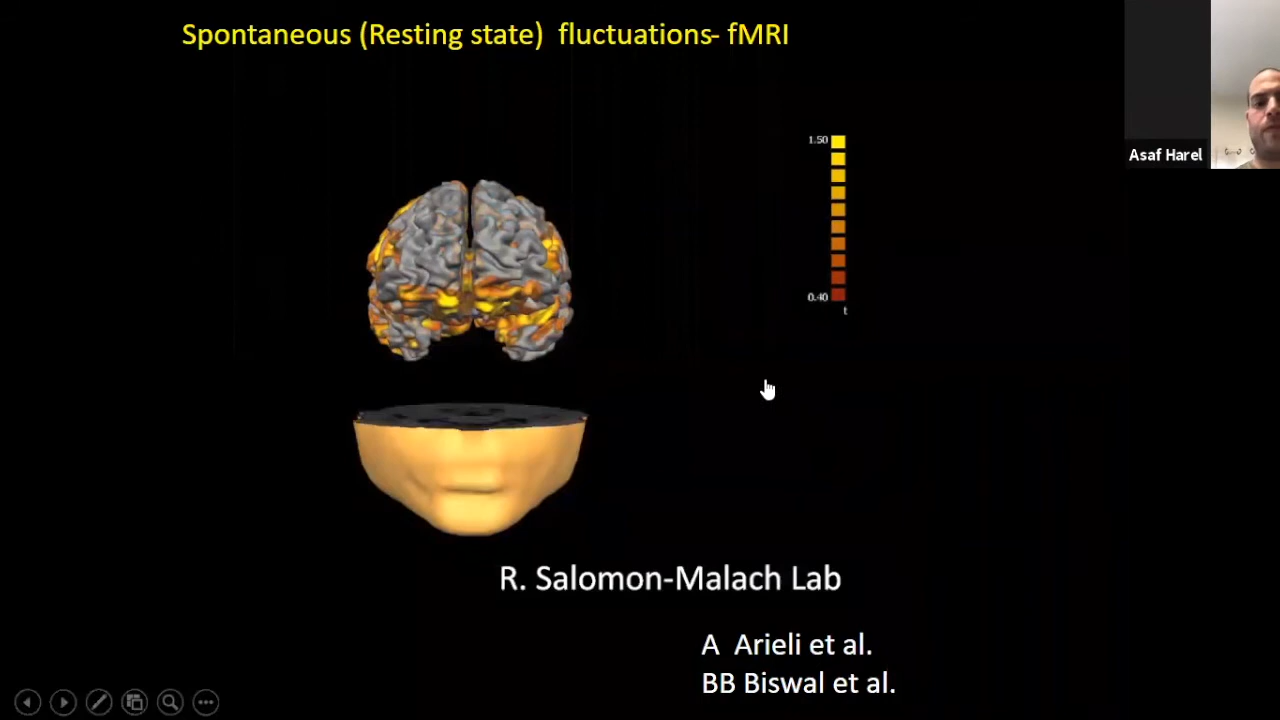 Spontaneous (Resting state)  fluctuations- fMRI
1.50
Asaf Harel
0.40
t
R. Salomon-Malach Lab
A  Arieli et al.
BB Biswal et al.